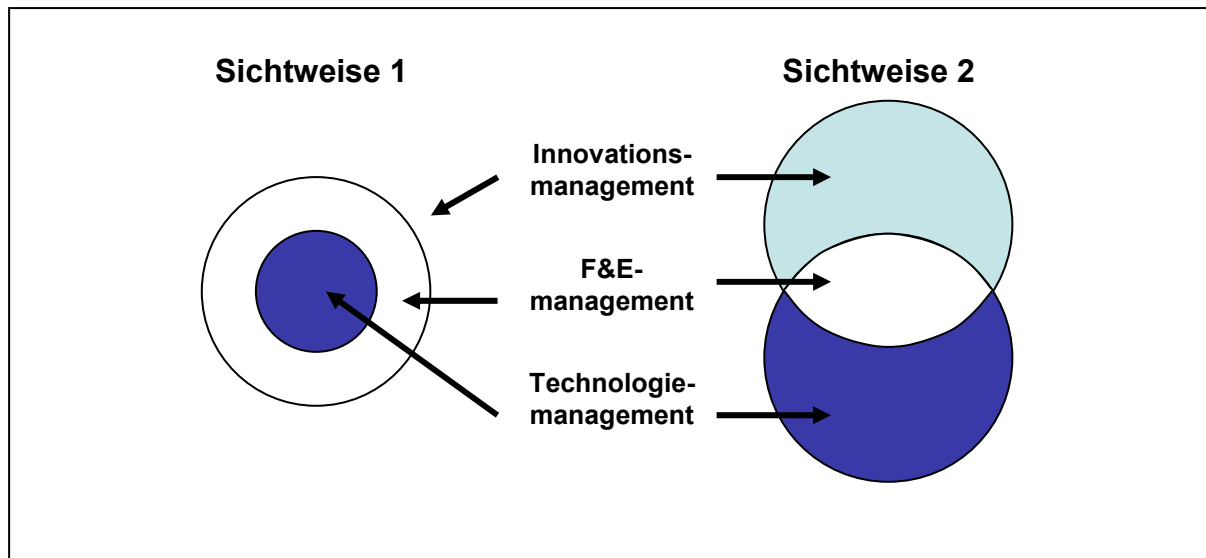 Sichtweise 1
Sichtweise 2
Innovations-
management
F&E-
management
Technologie-
management